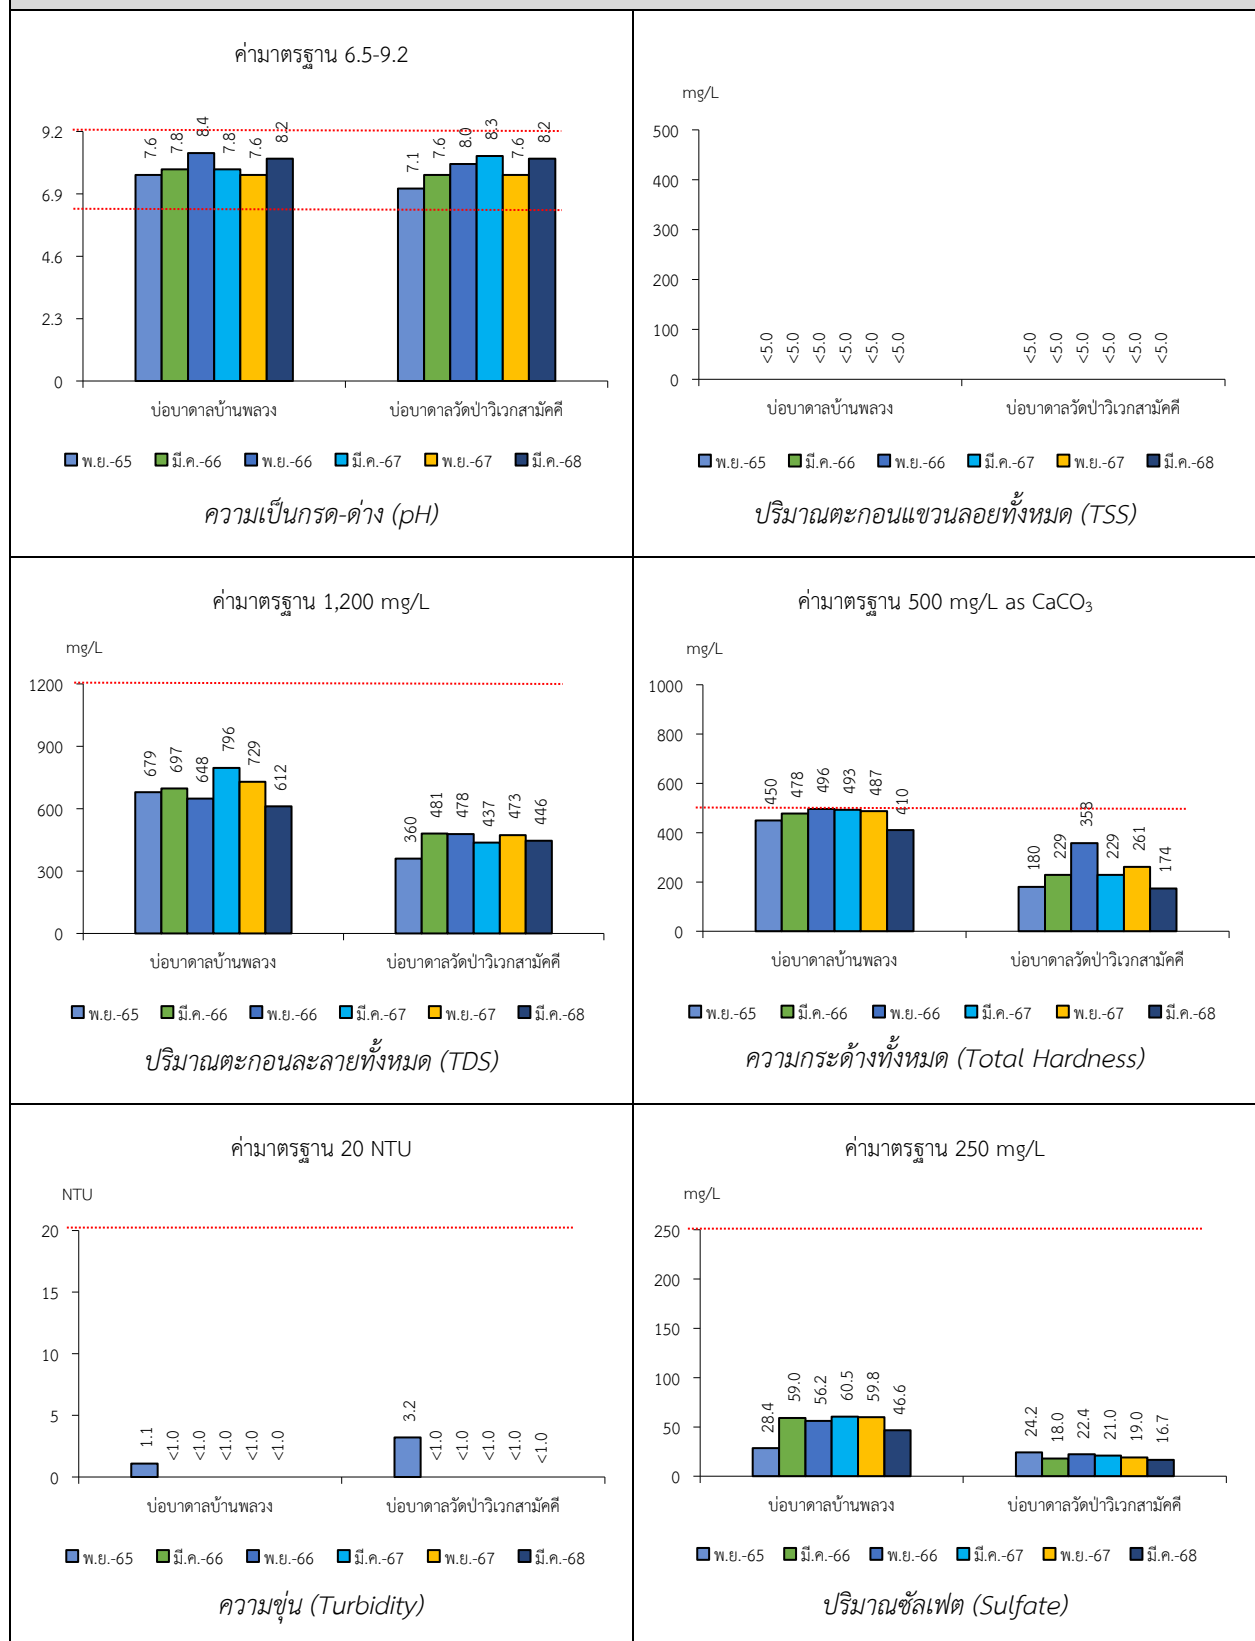 ค่ามาตรฐาน 6.5-9.2
9.2
6.9
4.6
2.3
0
7.6 7.8 8.4 7.8 7.6 8.2
7.1 7.6 8.0 8.3 7.6 8.2
บ่อบาดาลบ้านพลวง บ่อบาดาลวัดป่าวิเวกสามัคคี
พ.ย.-65 มี.ค.-66 พ.ย.-66 มี.ค.-67 พ.ย.-67 มี.ค.-68
ความเป็นกรด-ด่าง (pH)
mg/L
500
400
300
200
100
0
<5.0 <5.0 <5.0 <5.0 <5.0 <5.0
<5.0 <5.0 <5.0 <5.0 <5.0 <5.0
บ่อบาดาลบ้านพลวง บ่อบาดาลวัดป่าวิเวกสามัคคี
พ.ย.-65 มี.ค.-66 พ.ย.-66 มี.ค.-67 พ.ย.-67 มี.ค.-68
ปริมาณตะกอนแขวนลอยทั้งหมด (TSS)
ค่ามาตรฐาน 1,200 mg/L
mg/L
1200
900
600
300
0
679 697 648 796 729 612
360 481 478 437 473 446
บ่อบาดาลบ้านพลวง บ่อบาดาลวัดป่าวิเวกสามัคคี
พ.ย.-65 มี.ค.-66 พ.ย.-66 มี.ค.-67 พ.ย.-67 มี.ค.-68
ปริมาณตะกอนละลายทั้งหมด (TDS)
ค่ามาตรฐาน 500 mg/L as CaCO₃
mg/L
1000
800
600
400
200
0
450 478 496 493 487 410
180 229 358 229 261 174
บ่อบาดาลบ้านพลวง บ่อบาดาลวัดป่าวิเวกสามัคคี
พ.ย.-65 มี.ค.-66 พ.ย.-66 มี.ค.-67 พ.ย.-67 มี.ค.-68
ความกระด้างทั้งหมด (Total Hardness)
ค่ามาตรฐาน 20 NTU
NTU
20
15
10
5
0
1.1 <1.0 <1.0 <1.0 <1.0 <1.0
3.2 <1.0 <1.0 <1.0 <1.0 <1.0
บ่อบาดาลบ้านพลวง บ่อบาดาลวัดป่าวิเวกสามัคคี
พ.ย.-65 มี.ค.-66 พ.ย.-66 มี.ค.-67 พ.ย.-67 มี.ค.-68
ความขุ่น (Turbidity)
ค่ามาตรฐาน 250 mg/L
mg/L
250
200
150
100
50
0
28.4 59.0 56.2 60.5 59.8 46.6
24.2 18.0 22.4 21.0 19.0 16.7
บ่อบาดาลบ้านพลวง บ่อบาดาลวัดป่าวิเวกสามัคคี
พ.ย.-65 มี.ค.-66 พ.ย.-66 มี.ค.-67 พ.ย.-67 มี.ค.-68
ปริมาณซัลเฟต (Sulfate)